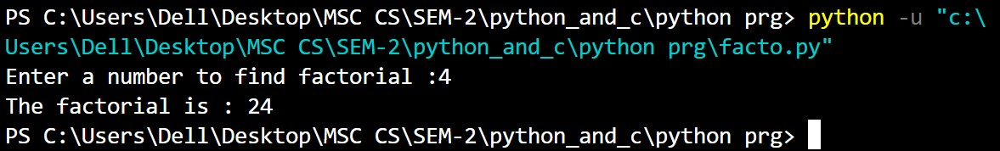 PS C:\Users\Dell\Desktop\MSC CS\SEM-2\python_and_c\python prg> python -u "c:\
Users\Dell\Desktop\MSC CS\SEM-2\python_and_c\python prg\facto.py"
Enter a number to find factorial :4
The factorial is : 24
PS C:\Users\Dell\Desktop\MSC CS\SEM-2\python_and_c\python prg>